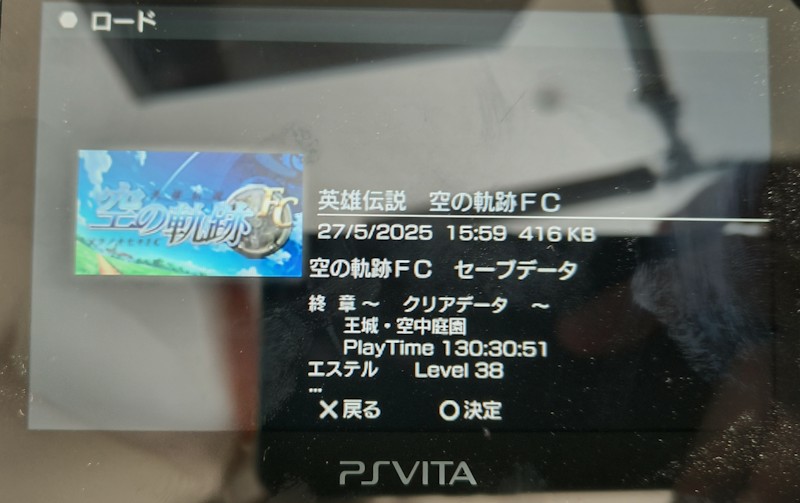 ロード
空の軌跡FC
英雄伝説 空の軌跡FC
27/5/2025 15:59 416 KB
空の軌跡FC セーブデータ
終 章～ クリアデータ ～
王城・空中庭園
PlayTime 130:30:51
エステル Level 38
...
×戻る ○決定
PSVITA